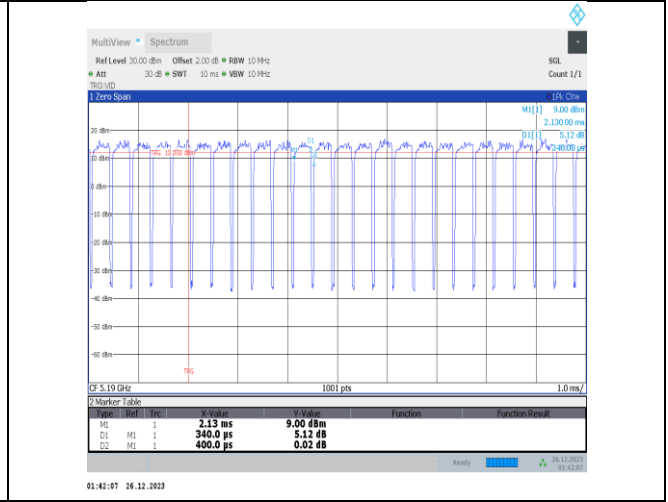 MultiView Spectrum
Ref Level 30.00 dBm Offset 2.00 dB RBW 10 MHz SGL
Att 30 dB SWT 10 ms VBW 10 MHz Count 1/1
TRG:VID
1 Zero Span 1Pk Clrw
M1[1] 9.00 dBm
2.130 00 ms
20 dBm D1[1] 5.12 dB
D1 340.00 µs
TRG 12.000 dBm M1
10 dBm
0 dBm
-10 dBm
-20 dBm
-30 dBm
-40 dBm
-50 dBm
-60 dBm
TRG
CF 5.19 GHz 1001 pts 1.0 ms/
2 Marker Table
Type Ref Trc X-Value Y-Value Function Function Result
M1 1 2.13 ms 9.00 dBm
D1 M1 1 340.0 µs 5.12 dB
D2 M1 1 400.0 µs 0.02 dB
Ready 26.12.2023
01:42:07
01:42:07 26.12.2023